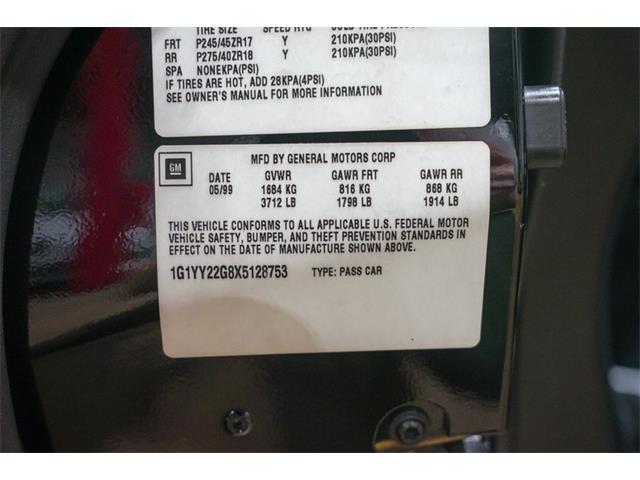 TIRE SIZE SPEED RTG COLD TIRE PRESSURE
FRT P245/45ZR17 Y 210KPA(30PSI)
RR P275/40ZR18 Y 210KPA(30PSI)
SPA NONEKPA(PSI)
IF TIRES ARE HOT, ADD 28KPA(4PSI)
SEE OWNER'S MANUAL FOR MORE INFORMATION
GM
MFD BY GENERAL MOTORS CORP
DATE GVWR GAWR FRT GAWR RR
05/99 1684 KG 816 KG 868 KG
3712 LB 1798 LB 1914 LB
THIS VEHICLE CONFORMS TO ALL APPLICABLE U.S. FEDERAL MOTOR
VEHICLE SAFETY, BUMPER, AND THEFT PREVENTION STANDARDS IN
EFFECT ON THE DATE OF MANUFACTURE SHOWN ABOVE.
1G1YY22G8X5128753 TYPE: PASS CAR